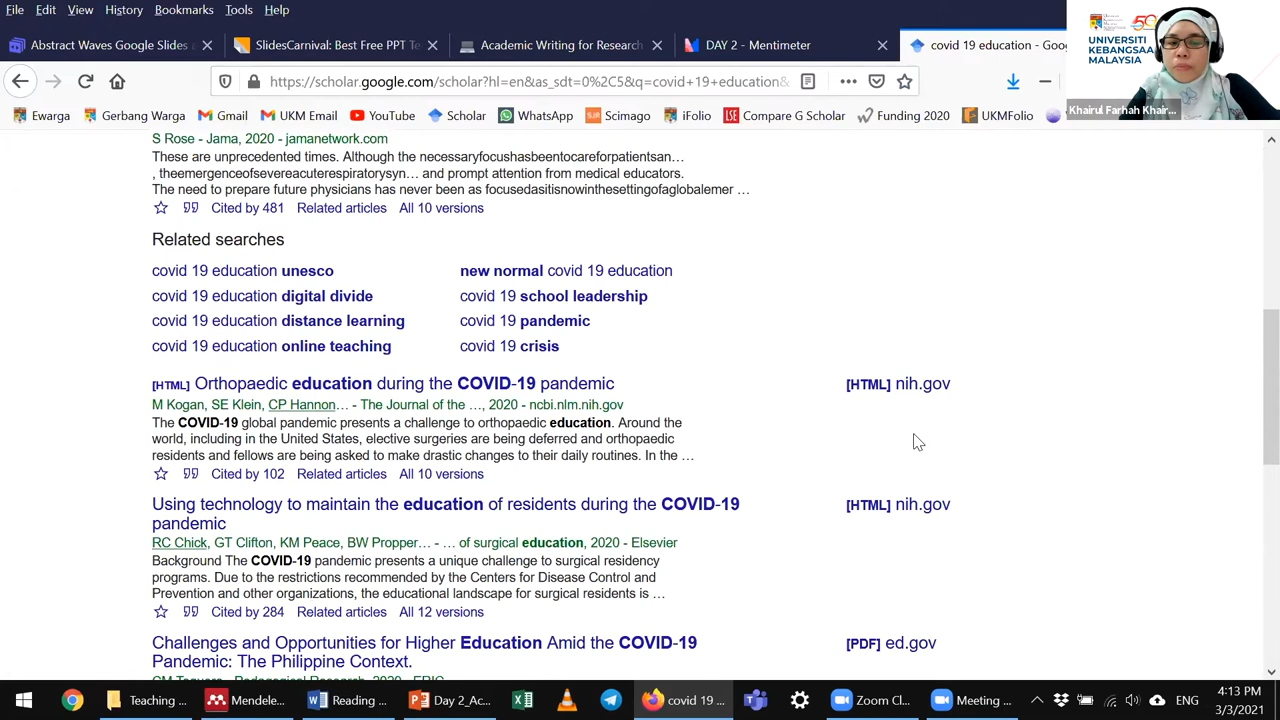 File Edit View History Bookmarks Tools Help
Abstract Waves Google Slides
SlidesCarnival: Best Free PPT
Academic Writing for Research
DAY 2 - Mentimeter
covid 19 education - Goo
https://scholar.google.com/scholar?hl=en&as_sdt=0%2C5&q=covid+19+education&
Ewarga Gerbang Warga Gmail UKM Email YouTube Scholar WhatsApp Scimago iFolio Compare G Scholar Funding 2020 UKMFolio
UNIVERSITI
KEBANGSAAN
MALAYSIA
Khairul Farhah Khair...
S Rose - Jama, 2020 - jamanetwork.com
These are unprecedented times. Although the necessaryfocushasbeentocareforpatientsan…
, theemergenceofsevereacuterespiratorysyn… and prompt attention from medical educators.
The need to prepare future physicians has never been as focusedasitisnowinthesettingofaglobalemer …
Cited by 481 Related articles All 10 versions
Related searches
covid 19 education unesco
new normal covid 19 education
covid 19 education digital divide
covid 19 school leadership
covid 19 education distance learning
covid 19 pandemic
covid 19 education online teaching
covid 19 crisis
[HTML] Orthopaedic education during the COVID-19 pandemic
[HTML] nih.gov
M Kogan, SE Klein, CP Hannon… - The Journal of the …, 2020 - ncbi.nlm.nih.gov
The COVID-19 global pandemic presents a challenge to orthopaedic education. Around the
world, including in the United States, elective surgeries are being deferred and orthopaedic
residents and fellows are being asked to make drastic changes to their daily routines. In the …
Cited by 102 Related articles All 10 versions
Using technology to maintain the education of residents during the COVID-19
pandemic
[HTML] nih.gov
RC Chick, GT Clifton, KM Peace, BW Propper… - … of surgical education, 2020 - Elsevier
Background The COVID-19 pandemic presents a unique challenge to surgical residency
programs. Due to the restrictions recommended by the Centers for Disease Control and
Prevention and other organizations, the educational landscape for surgical residents is …
Cited by 284 Related articles All 12 versions
Challenges and Opportunities for Higher Education Amid the COVID-19
Pandemic: The Philippine Context.
[PDF] ed.gov
Teaching ... Mendele... Reading ... Day 2_Ac... covid 19 ... Zoom Cl... Meeting ... ENG
4:13 PM
3/3/2021